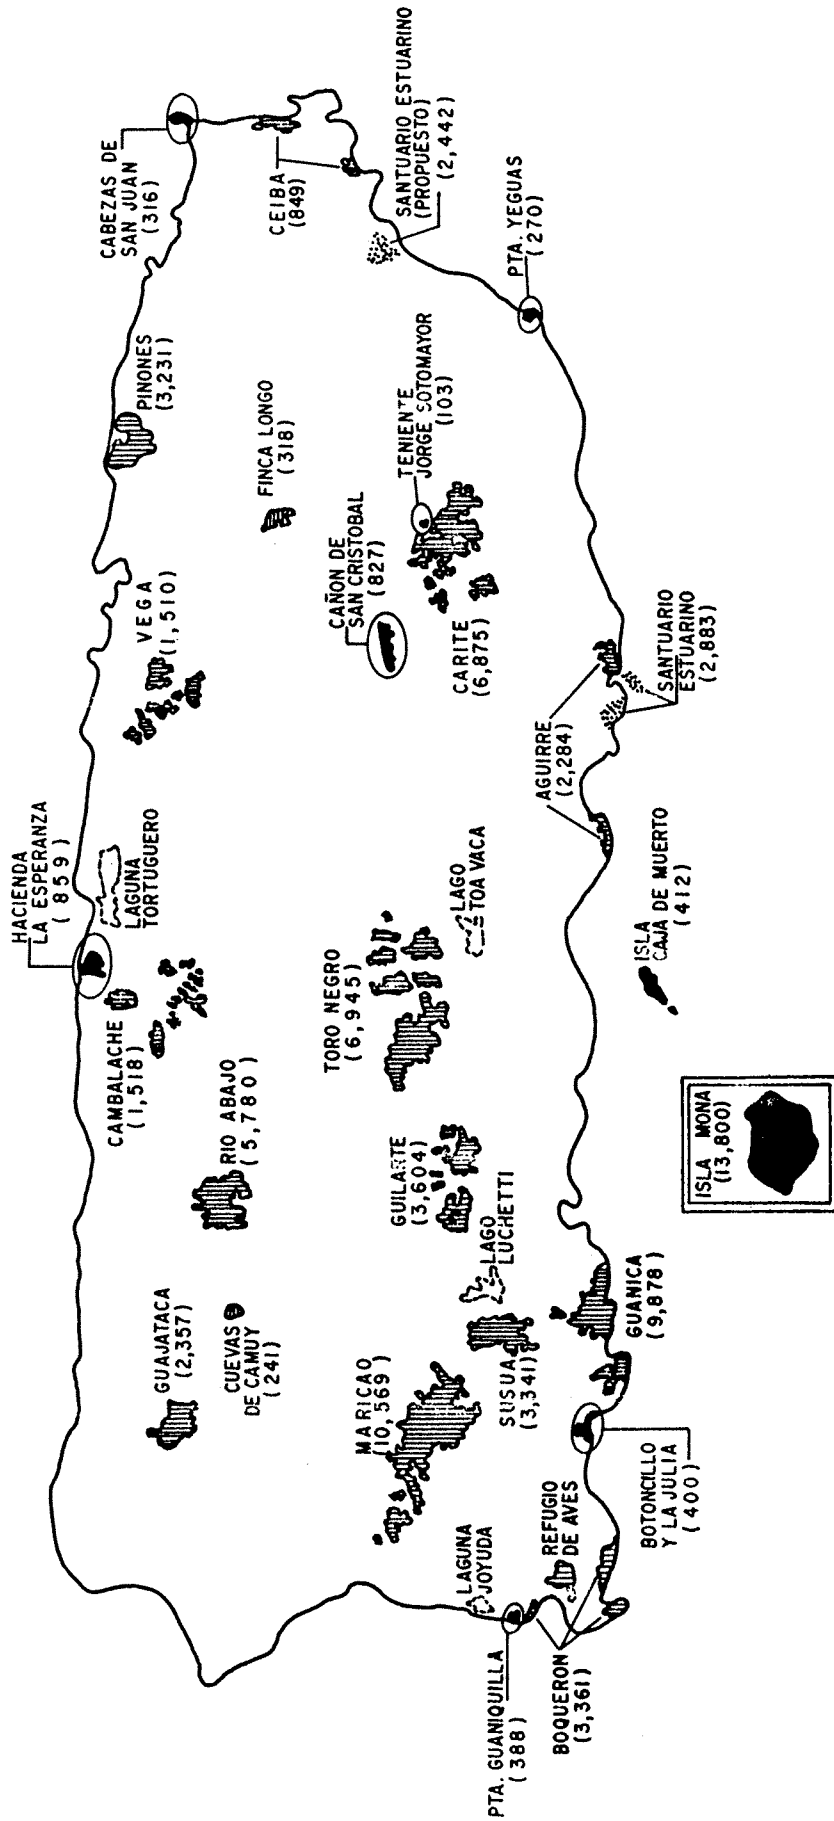 HACIENDA
LA ESPERANZA
(859)
CABEZAS DE
SAN JUAN
(316)
LAGUNA
TORTUGUERO
VEGA
(1,510)
PINONES
(3,231)
CAMBALACHE
(1,518)
GUAJATACA
(2,357)
RIO ABAJO
(5,780)
CUEVAS
DE CAMUY
(241)
FINCA LONGO
(318)
CEIBA
(849)
CAÑON DE
SAN CRISTOBAL
(827)
TORO NEGRO
(6,945)
MARICAO
(10,569)
GUILARTE
(3,604)
TENIENTE
JORGE SOTOMAYOR
(103)
SANTUARIO ESTUARINO
(PROPUESTO)
(2,442)
CARITE
(6,875)
LAGO
TOA VACA
LAGO
LUCHETTI
LAGUNA
JOYUDA
SUSUA
(3,341)
PTA. YEGUAS
(270)
PTA. GUANIQUILLA
(388)
REFUGIO
DE AVES
BOQUERON
(3,361)
AGUIRRE
(2,284)
GUANICA
(9,878)
SANTUARIO
ESTUARINO
(2,883)
BOTONCILLO
Y LA JULIA
(400)
ISLA
CAJA DE MUERTO
(412)
ISLA MONA
(13,800)